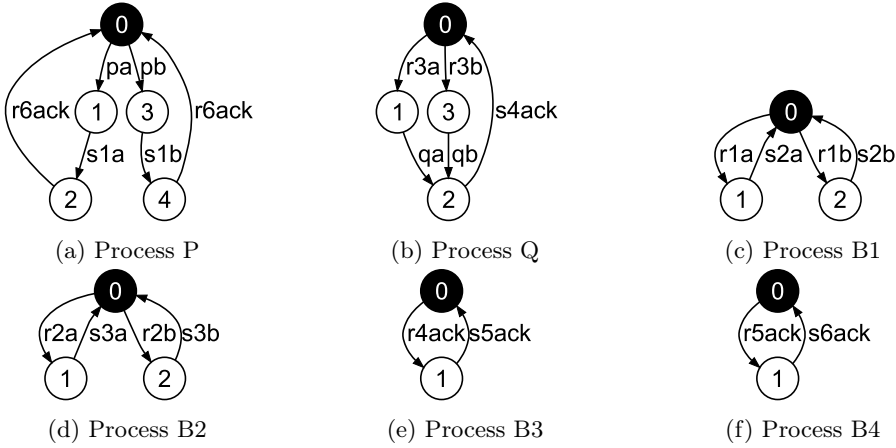 0
pa pb
r6ack 1 3 r6ack
s1a s1b
2 4
(a) Process P
0
r3a r3b
1 3 s4ack
qa qb
2
(b) Process Q
0
r1a s2a r1b s2b
1 2
(c) Process B1
0
r2a s3a r2b s3b
1 2
(d) Process B2
0
r4ack s5ack
1
(e) Process B3
0
r5ack s6ack
1
(f) Process B4